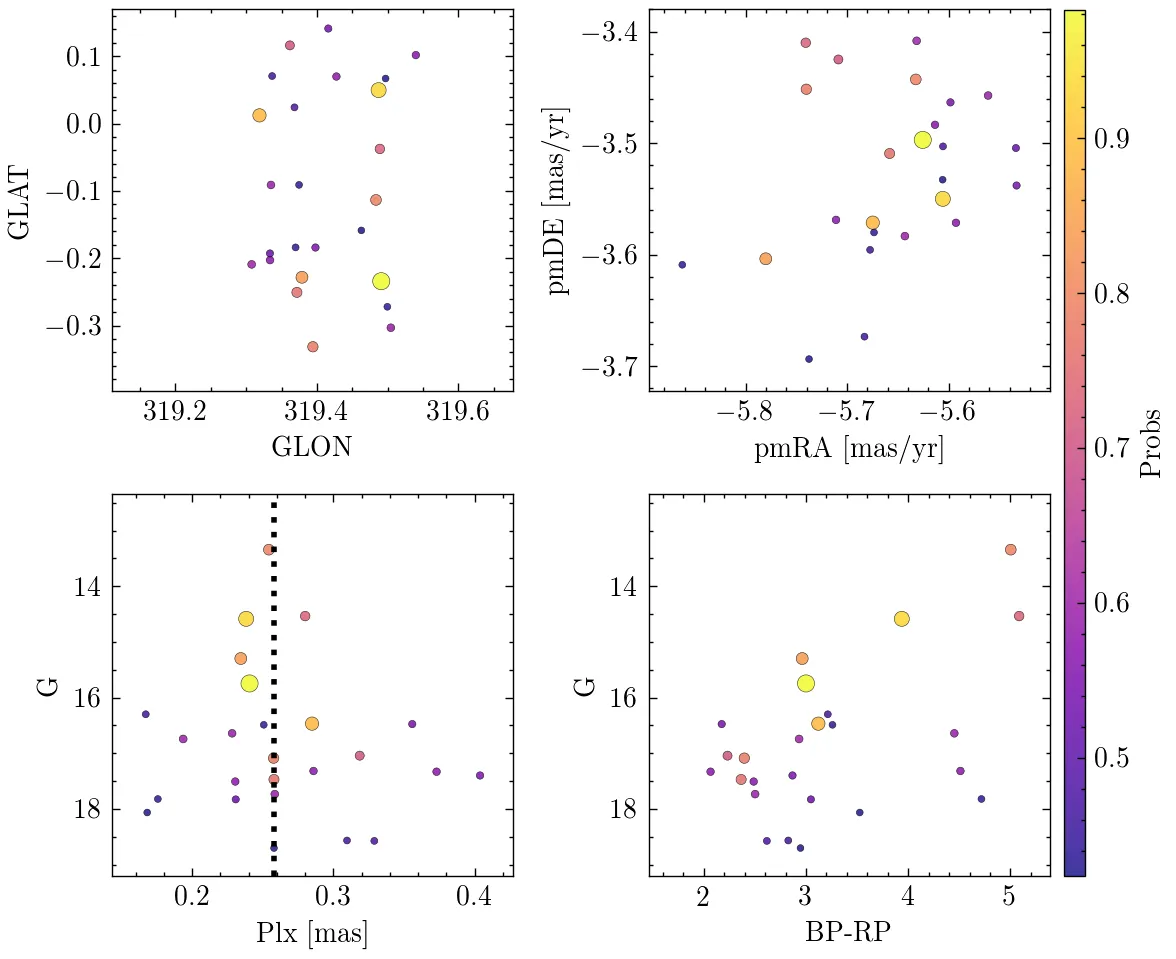 0.1
0.0
−0.1
−0.2
−0.3
GLAT
319.2 319.4 319.6
GLON
−3.4
−3.5
−3.6
−3.7
pmDE [mas/yr]
−5.8 −5.7 −5.6
pmRA [mas/yr]
14
16
18
G
0.2 0.3 0.4
Plx [mas]
14
16
18
G
2 3 4 5
BP-RP
0.9
0.8
0.7
0.6
0.5
Probs